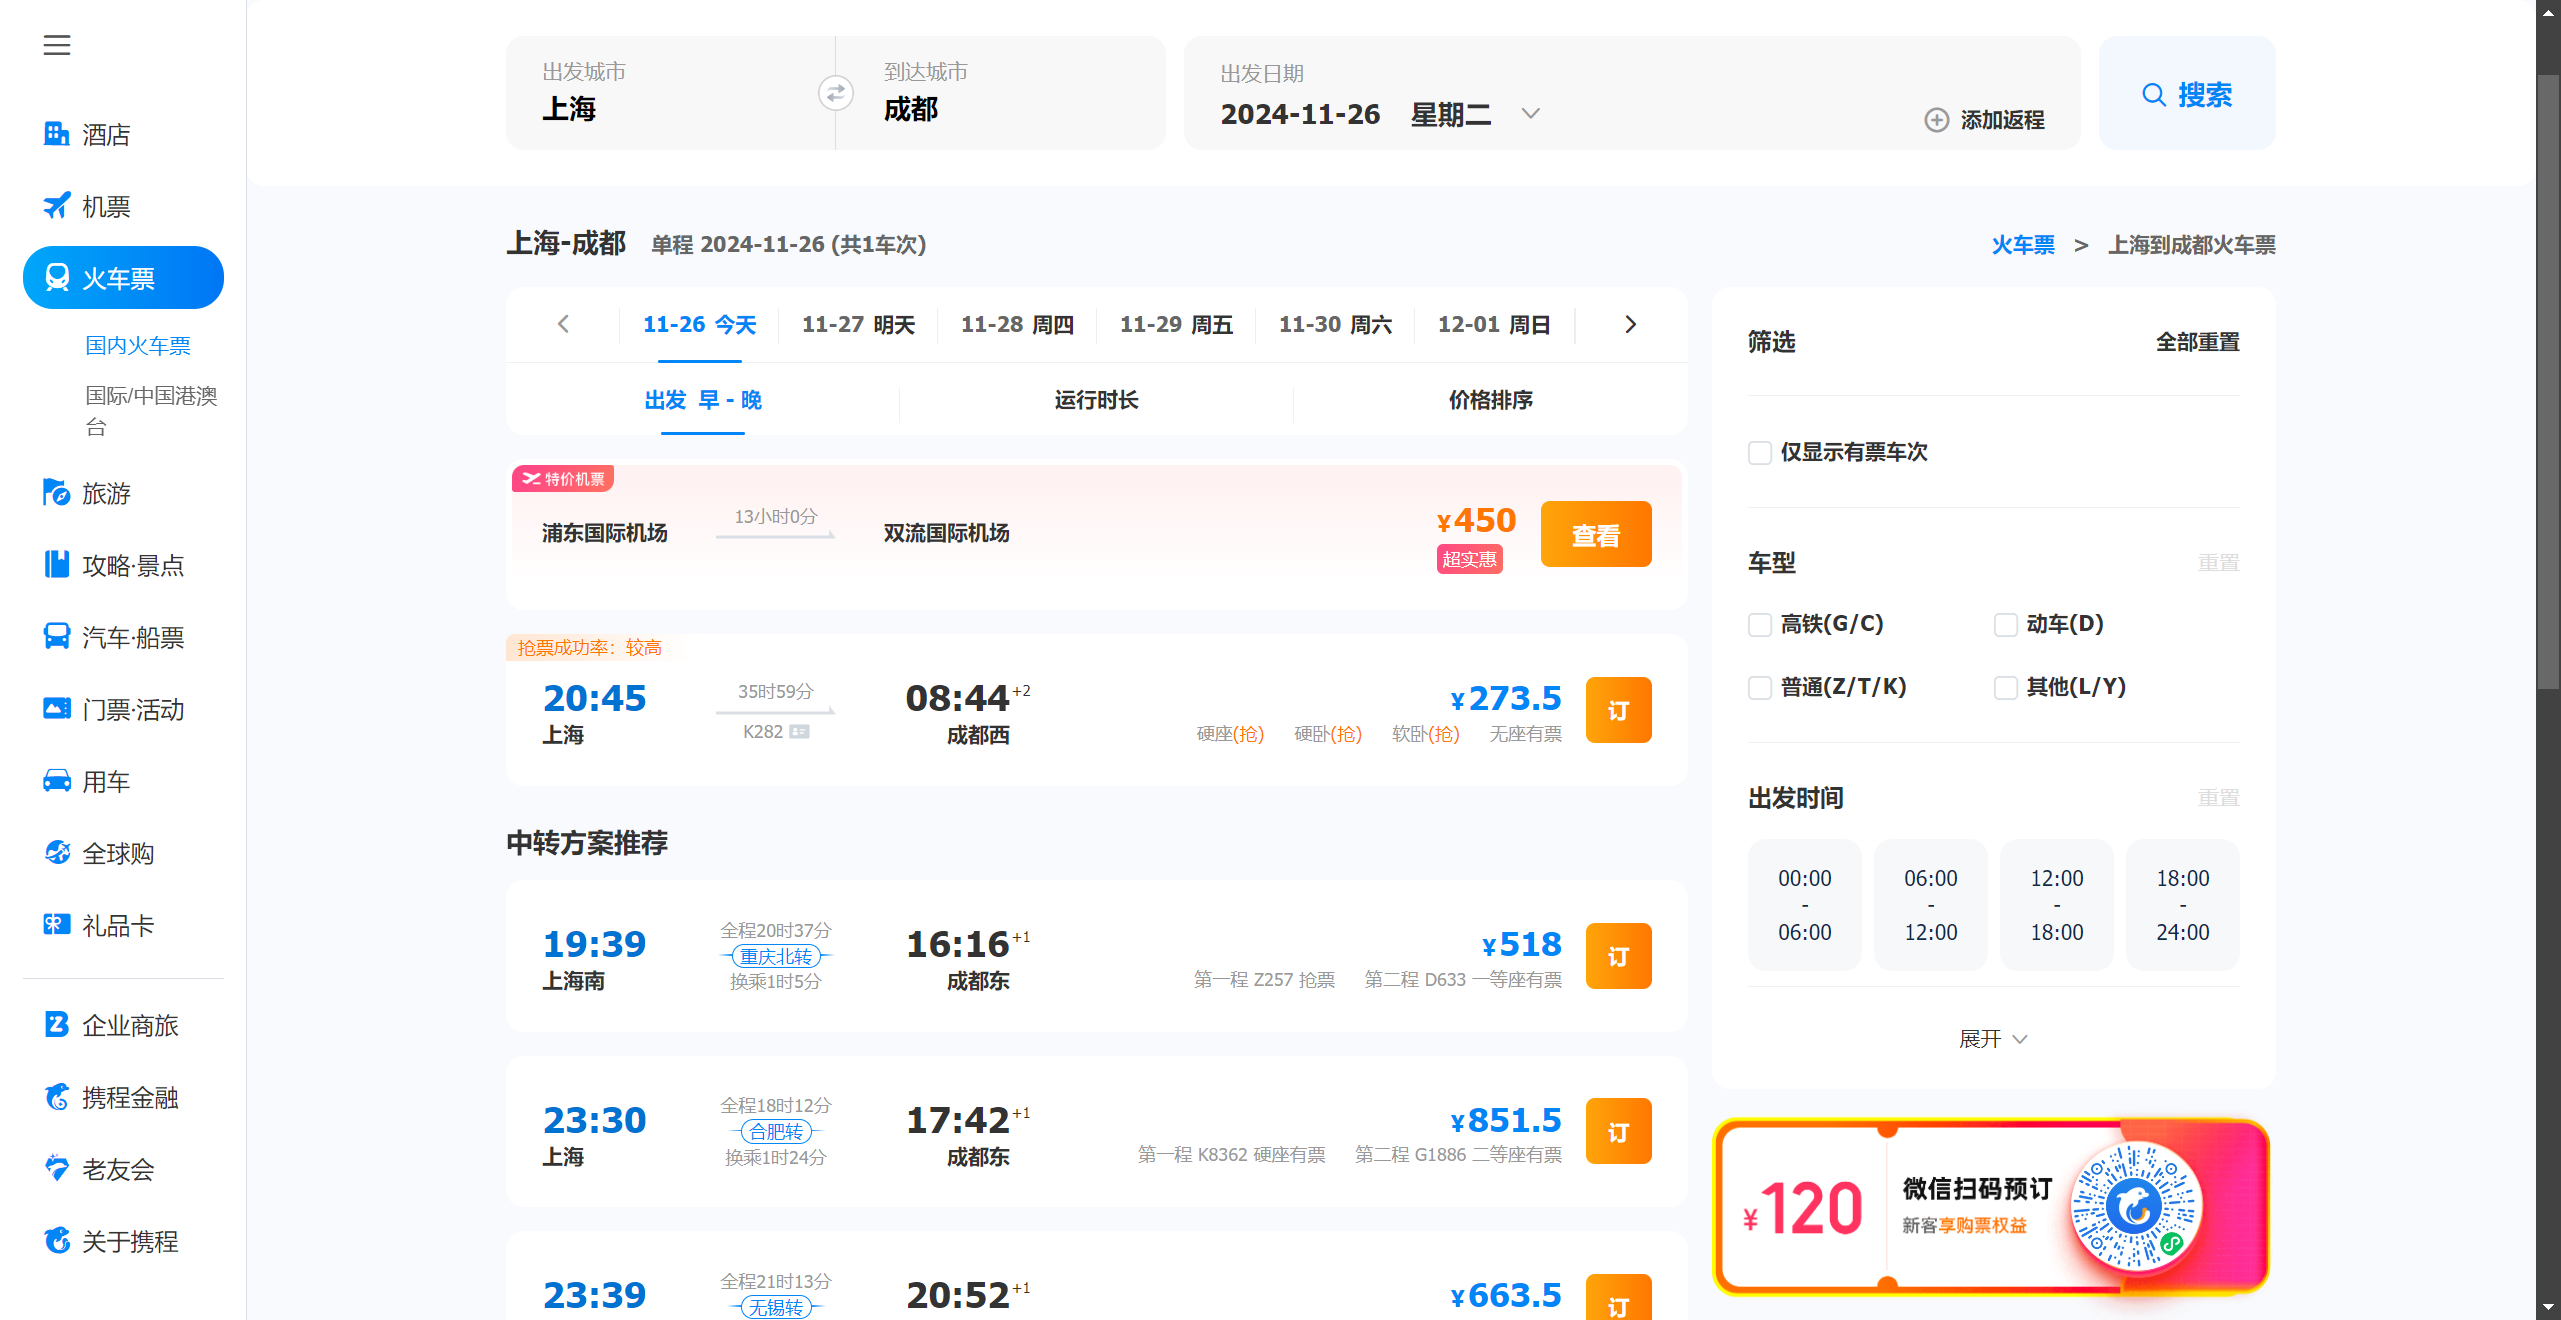 酒店
机票
火车票
国内火车票
国际/中国港澳
台
旅游
攻略·景点
汽车·船票
门票·活动
用车
全球购
礼品卡
企业商旅
携程金融
老友会
关于携程
出发城市
上海
到达城市
成都
出发日期
2024-11-26 星期二
添加返程
搜索
上海-成都 单程 2024-11-26 (共1车次)
火车票 > 上海到成都火车票
11-26 今天 11-27 明天 11-28 周四 11-29 周五 11-30 周六 12-01 周日
出发 早 - 晚 运行时长 价格排序
特价机票
浦东国际机场
13小时0分
双流国际机场
¥450
超实惠
查看
抢票成功率：较高
20:45
上海
35时59分
K282
08:44+2
成都西
¥273.5
硬座(抢) 硬卧(抢) 软卧(抢) 无座有票
订
中转方案推荐
19:39
上海南
全程20时37分
重庆北转
换乘1时5分
16:16+1
成都东
¥518
第一程 Z257 抢票 第二程 D633 一等座有票
订
23:30
上海
全程18时12分
合肥转
换乘1时24分
17:42+1
成都东
¥851.5
第一程 K8362 硬座有票 第二程 G1886 二等座有票
订
23:39
全程21时13分
无锡转
20:52+1
¥663.5
订
筛选 全部重置
仅显示有票车次
车型 重置
高铁(G/C) 动车(D)
普通(Z/T/K) 其他(L/Y)
出发时间 重置
00:00
-
06:00
06:00
-
12:00
12:00
-
18:00
18:00
-
24:00
展开
¥120
微信扫码预订
新客享购票权益